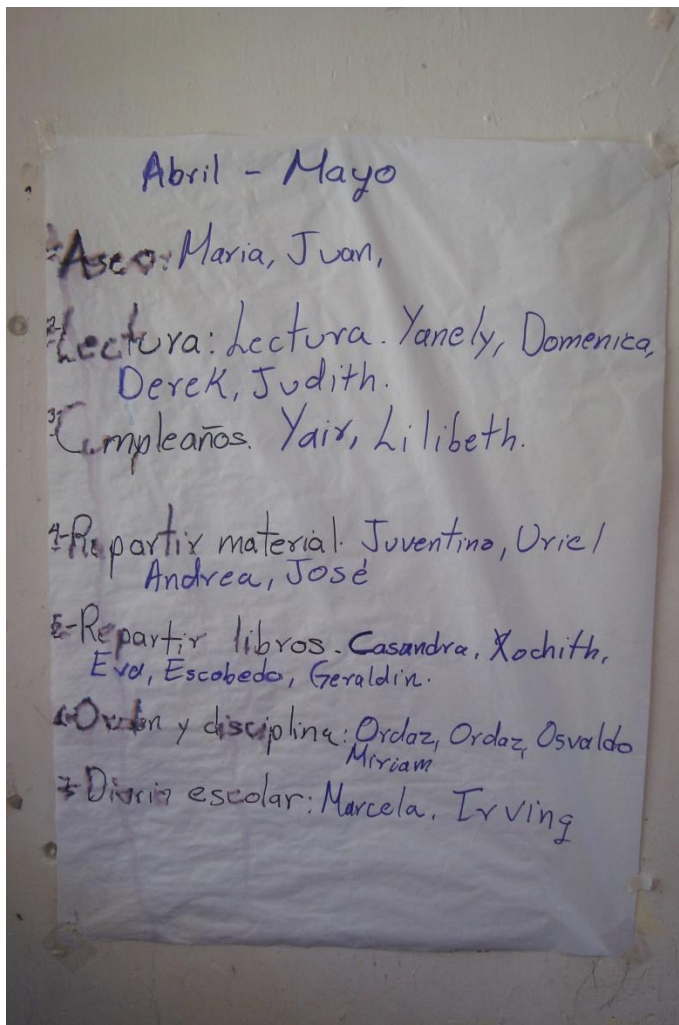 Abril - Mayo
1-Aseo: Maria, Juan,
2-Lectura: Lectura. Yanely, Domenica,
Derek, Judith.
3-Cumpleaños. Yair, Lilibeth.
4-Repartir material. Juventino, Uriel
Andrea, José
5-Repartir libros. Casandra, Xochith,
Eva, Escobedo, Geraldin.
6-Orden y disciplina: Ordaz, Ordaz, Osvaldo
Miriam
7-Diario escolar: Marcela. Irving